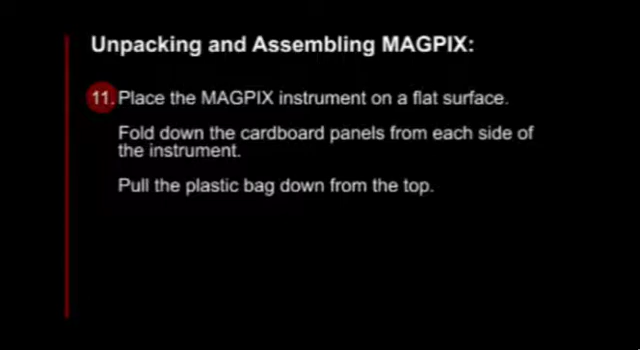 Unpacking and Assembling MAGPIX:
11. Place the MAGPIX instrument on a flat surface.
Fold down the cardboard panels from each side of
the instrument.
Pull the plastic bag down from the top.